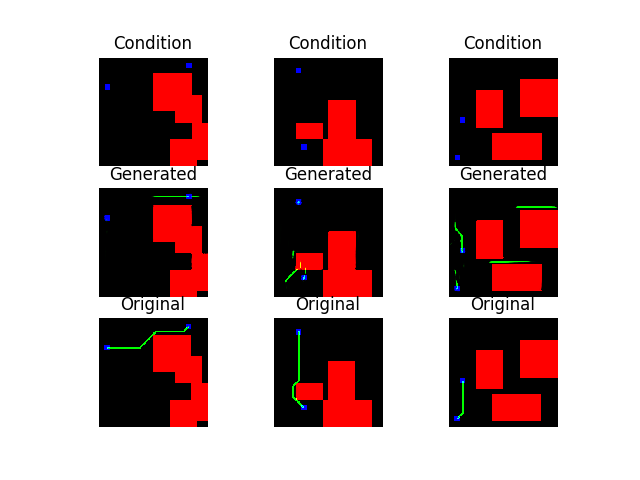 Condition Condition Condition
Generated Generated Generated
Original Original Original